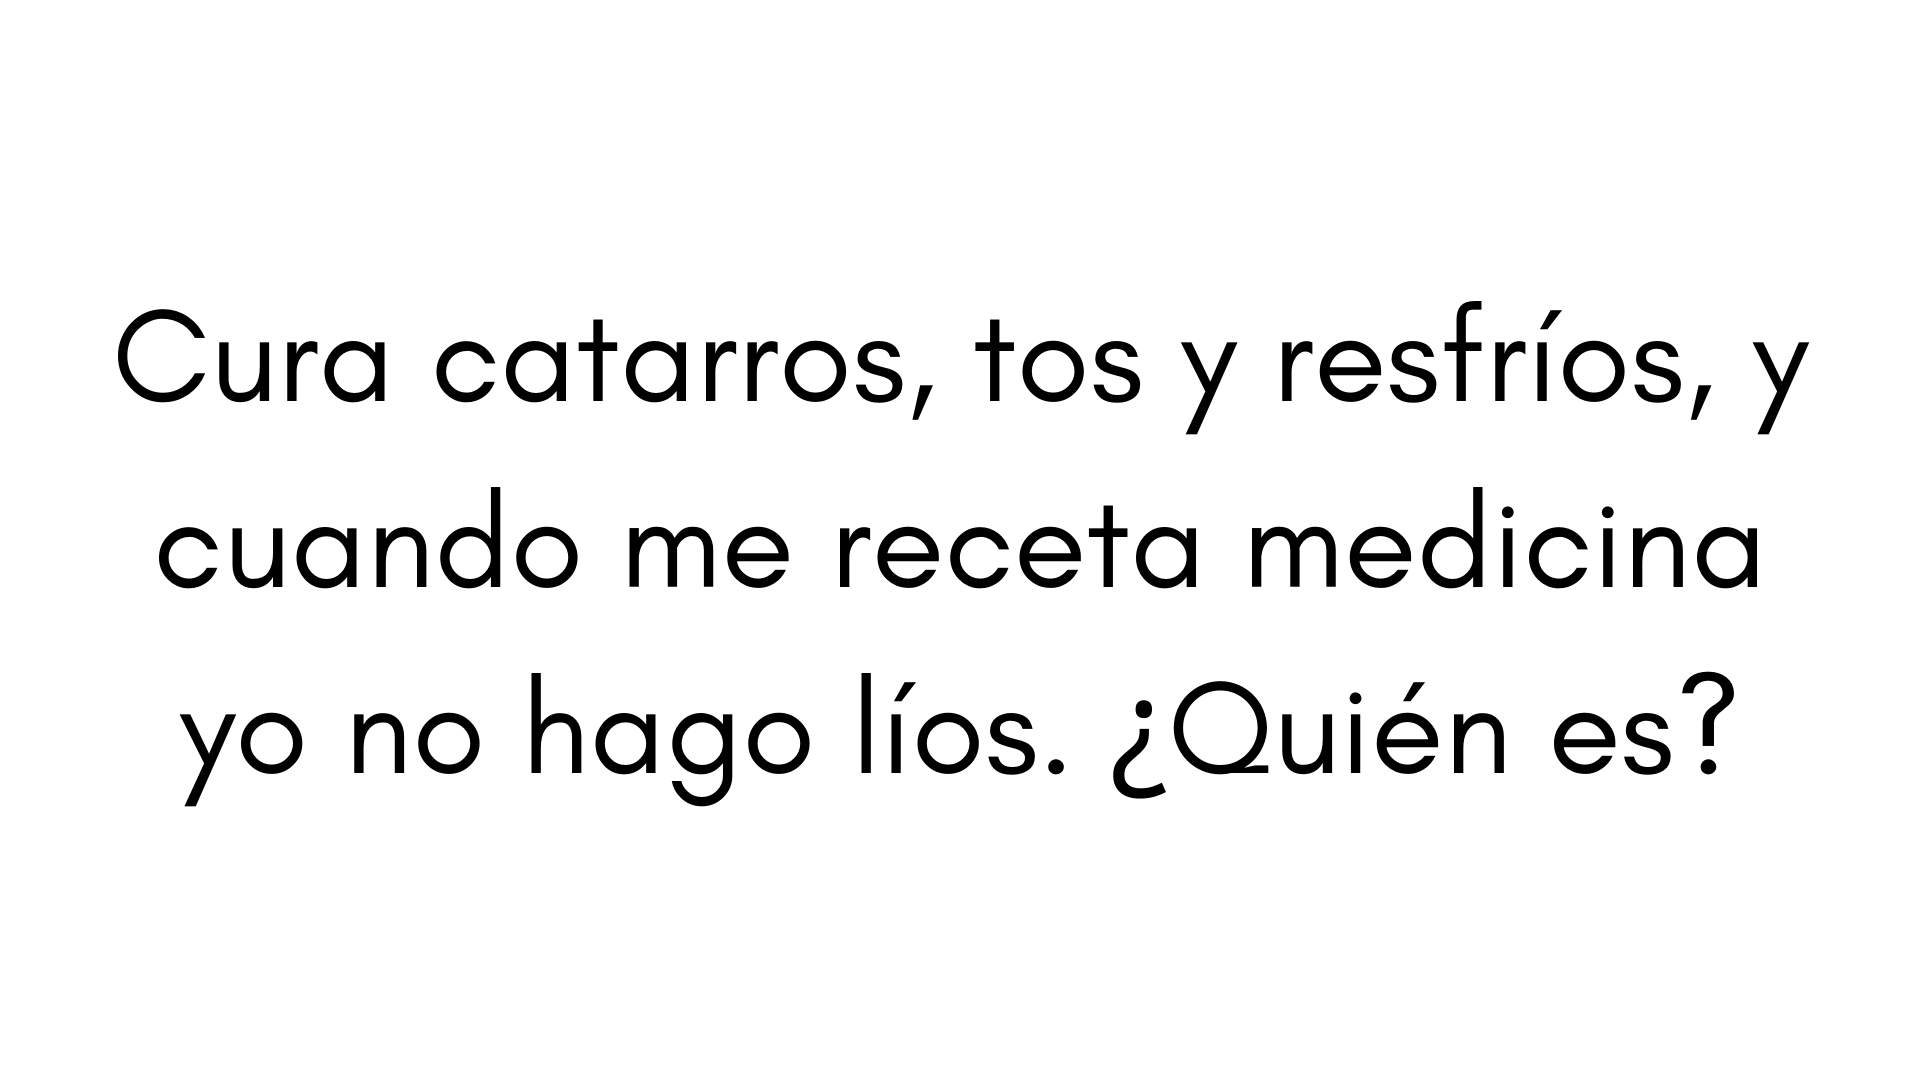 Cura catarros, tos y resfríos, y
cuando me receta medicina
yo no hago líos. ¿Quién es?